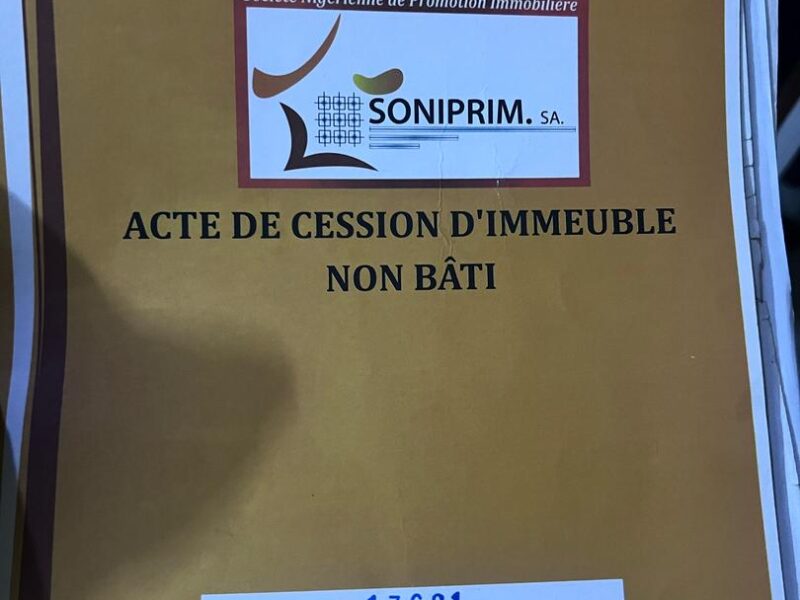 Société Nigérienne de Promotion Immobilière
SONIPRIM. SA.
ACTE DE CESSION D'IMMEUBLE
NON BÂTI